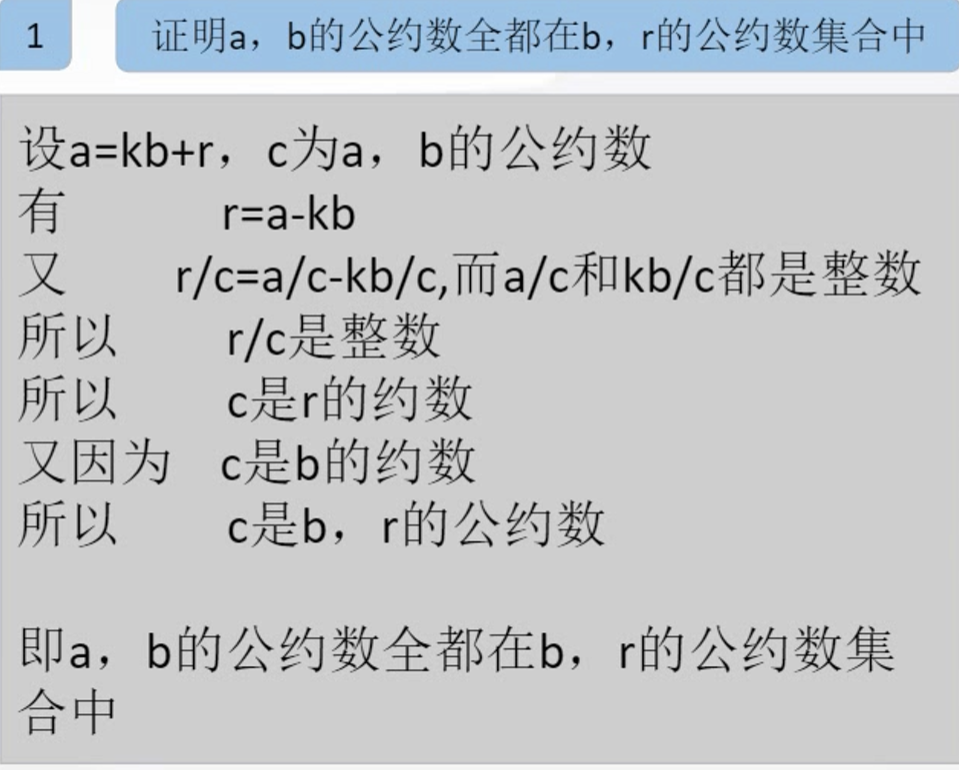 1
证明a，b的公约数全都在b，r的公约数集合中
设a=kb+r，c为a，b的公约数
有 r=a-kb
又 r/c=a/c-kb/c,而a/c和kb/c都是整数
所以 r/c是整数
所以 c是r的约数
又因为 c是b的约数
所以 c是b，r的公约数
即a，b的公约数全都在b，r的公约数集
合中